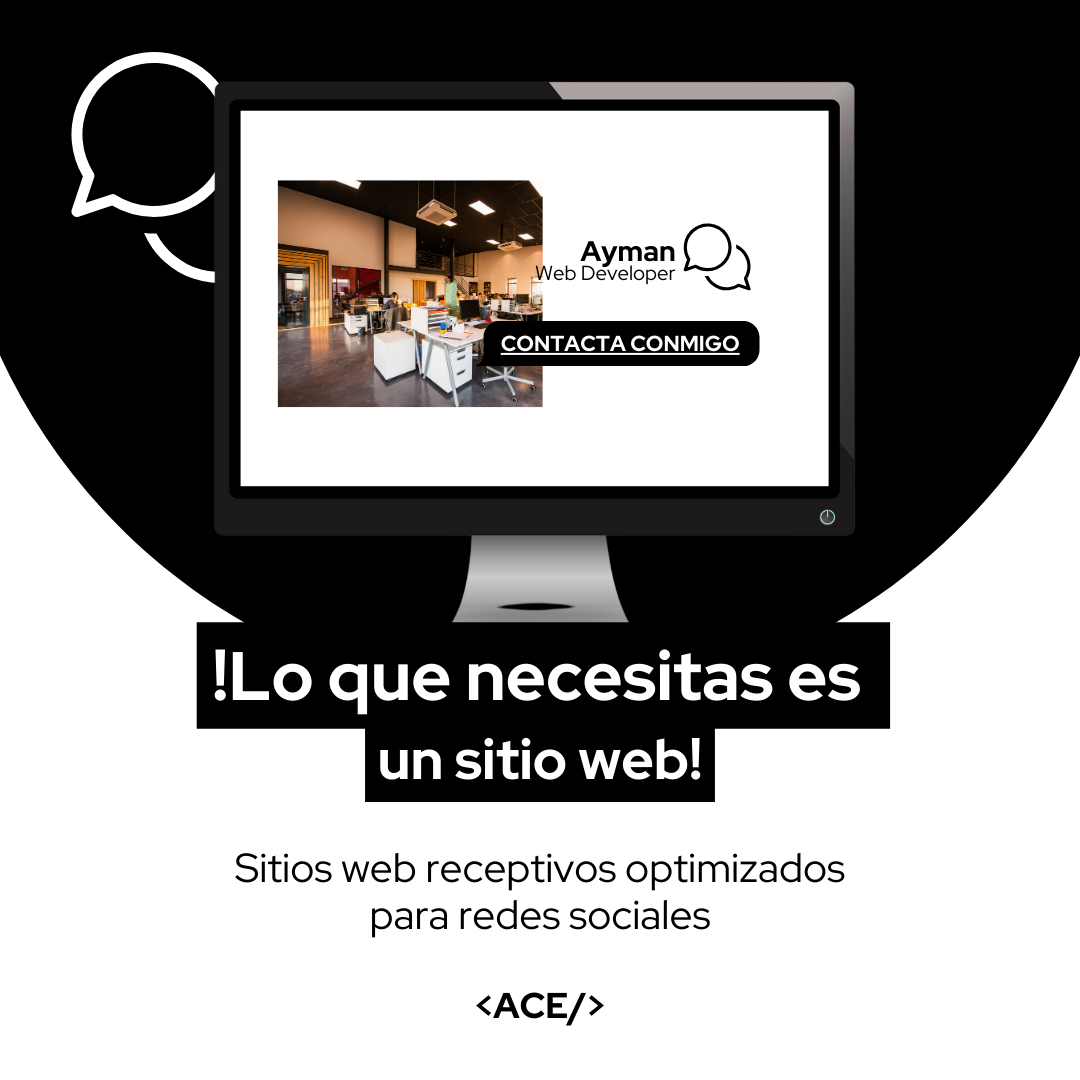 Ayman
Web Developer
CONTACTA CONMIGO
!Lo que necesitas es
un sitio web!
Sitios web receptivos optimizados
para redes sociales
<ACE/>